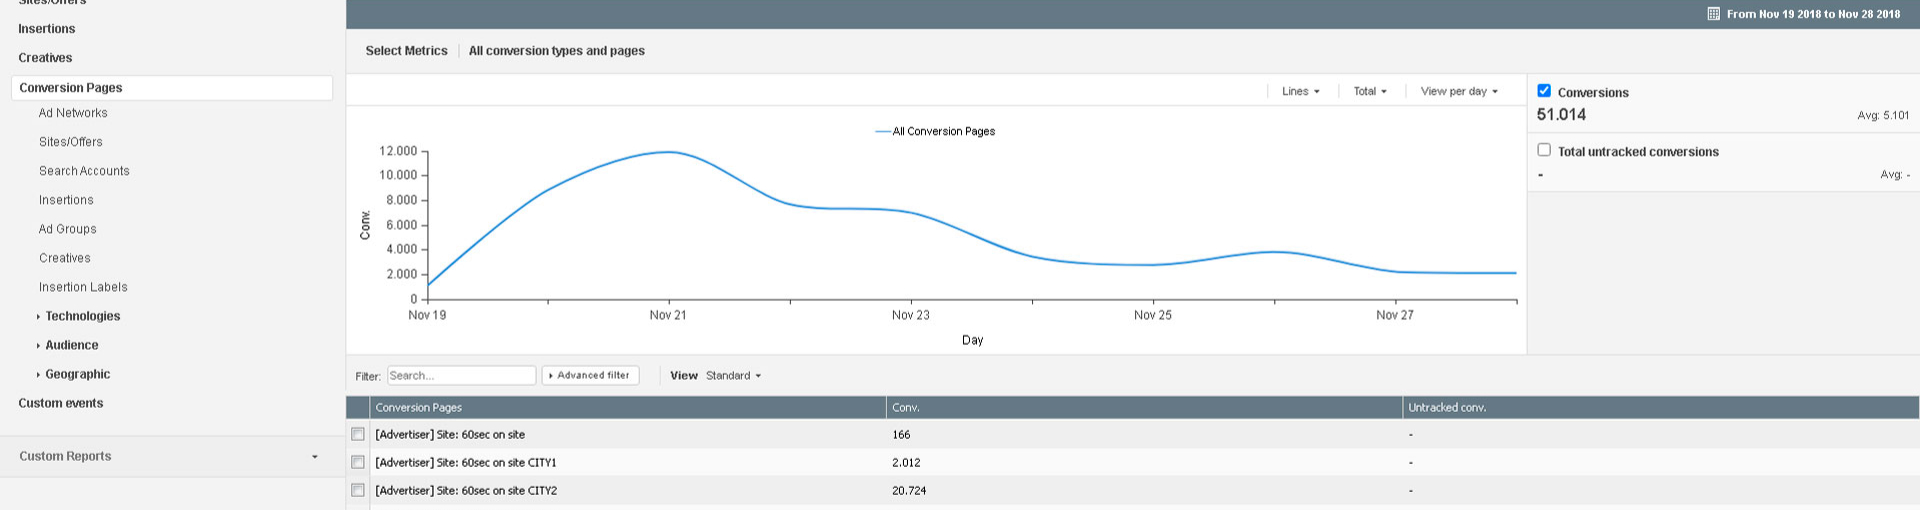 Sites/Offers
Insertions
Creatives
Conversion Pages
Ad Networks
Sites/Offers
Search Accounts
Insertions
Ad Groups
Creatives
Insertion Labels
Technologies
Audience
Geographic
Custom events
Custom Reports
From Nov 19 2018 to Nov 28 2018
Select Metrics All conversion types and pages
Lines Total View per day
All Conversion Pages
12.000
10.000
8.000
6.000
4.000
2.000
0
Conv.
Nov 19 Nov 21 Nov 23 Nov 25 Nov 27
Day
Conversions
51.014 Avg: 5.101
Total untracked conversions
- Avg: -
Filter: Search... Advanced filter View Standard
Conversion Pages Conv. Untracked conv.
[Advertiser] Site: 60sec on site 166 -
[Advertiser] Site: 60sec on site CITY1 2.012 -
[Advertiser] Site: 60sec on site CITY2 20.724 -